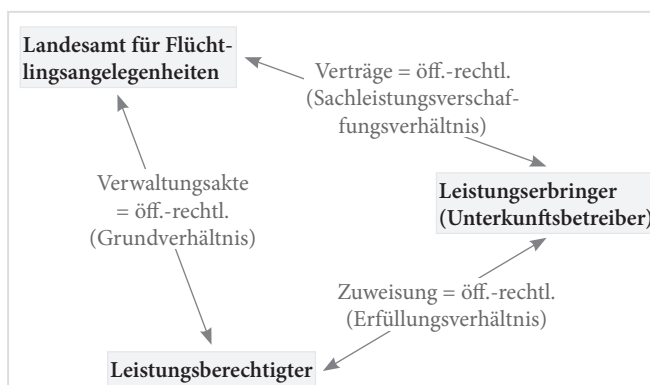 Landesamt für Flücht-
lingsangelegenheiten
Verträge = öff.-rechtl.
(Sachleistungsverschaf-
fungsverhältnis)
Verwaltungsakte
= öff.-rechtl.
(Grundverhältnis)
Leistungserbringer
(Unterkunftsbetreiber)
Zuweisung = öff.-rechtl.
(Erfüllungsverhältnis)
Leistungsberechtigter